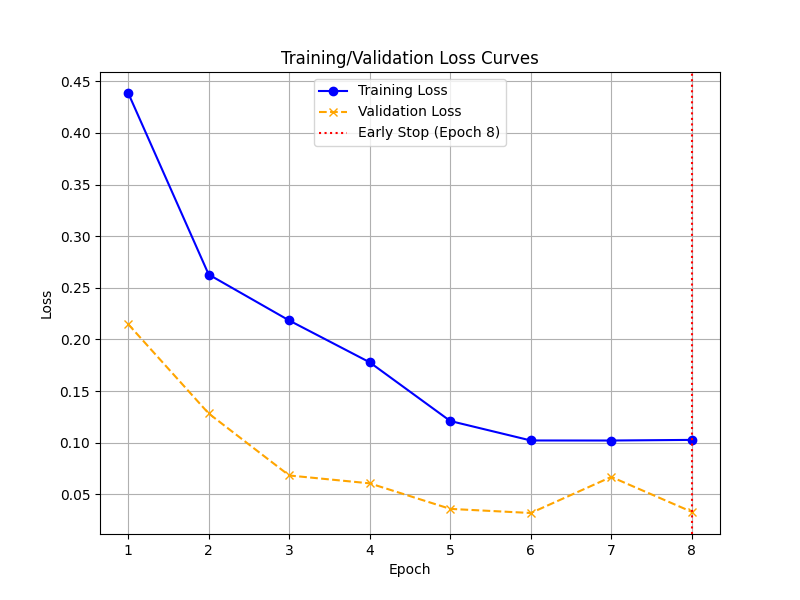 Training/Validation Loss Curves
Training Loss
Validation Loss
Early Stop (Epoch 8)
Loss
0.45
0.40
0.35
0.30
0.25
0.20
0.15
0.10
0.05
1 2 3 4 5 6 7 8
Epoch